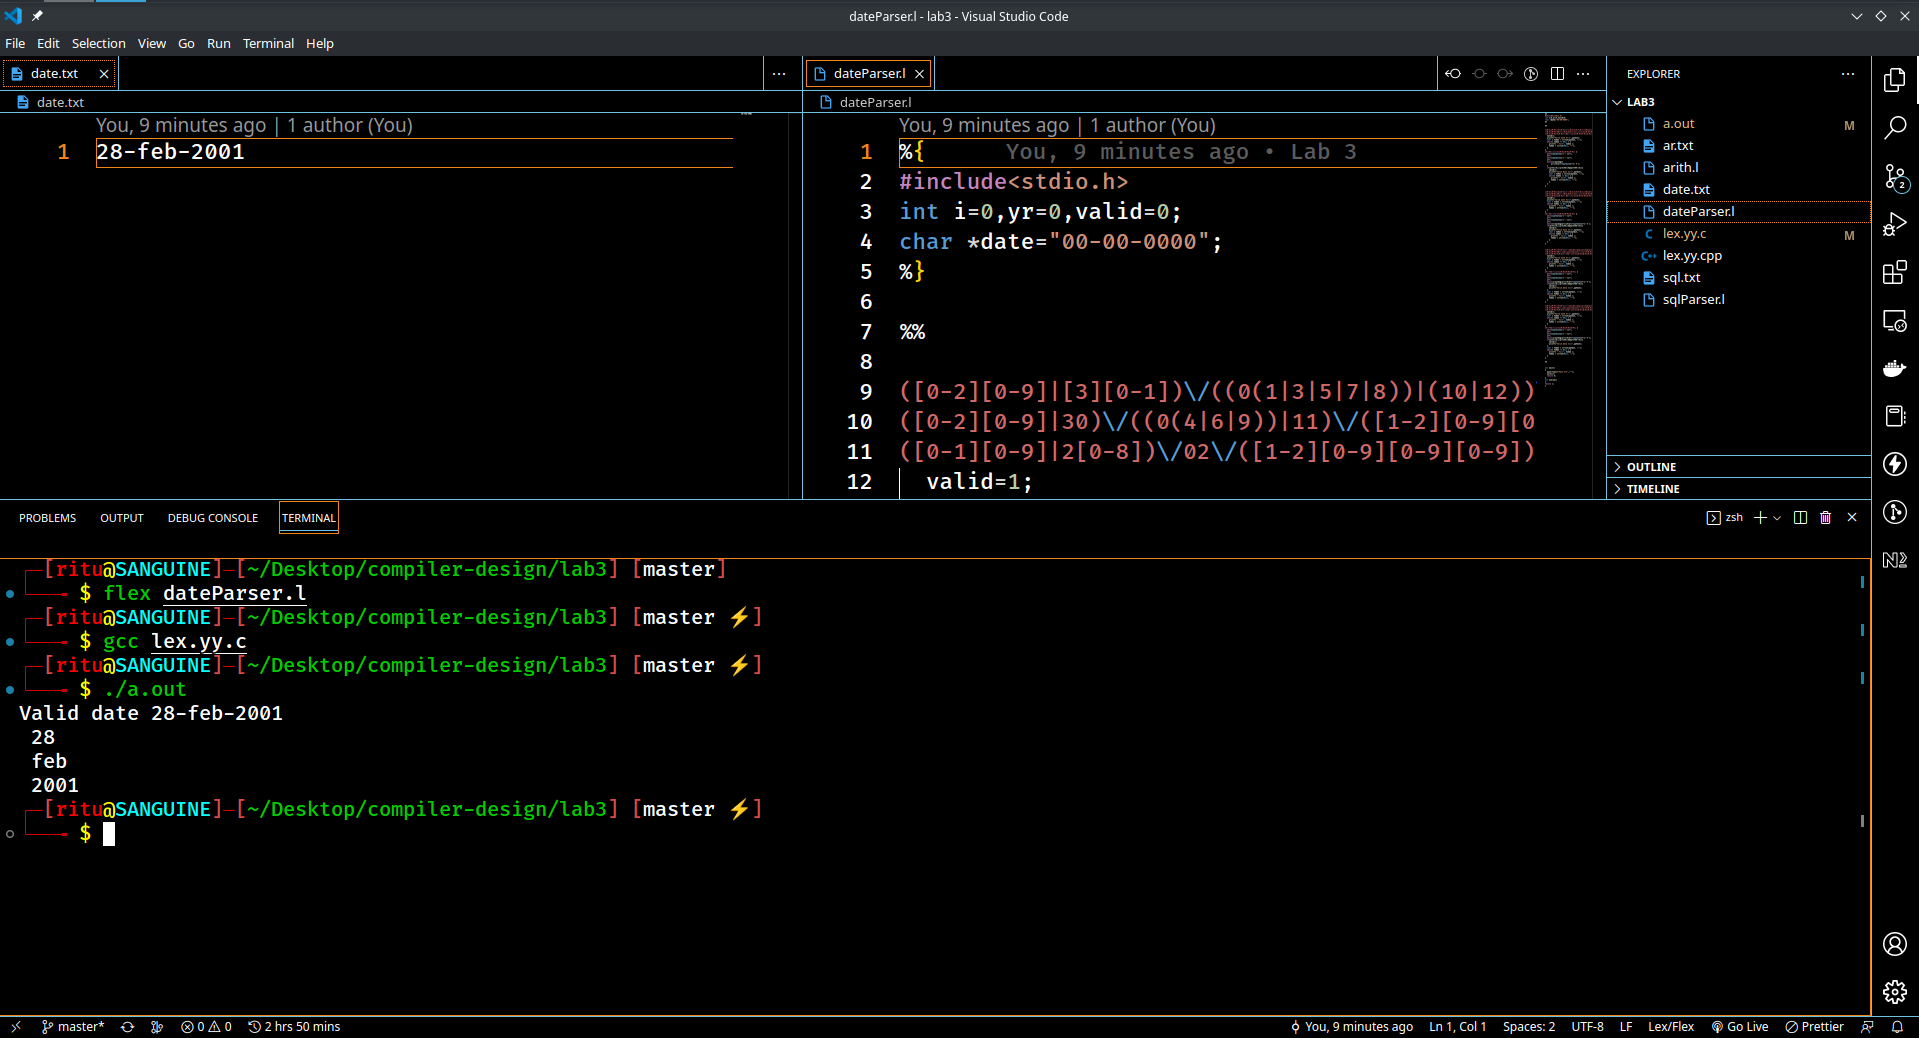 dateParser.l - lab3 - Visual Studio Code
File Edit Selection View Go Run Terminal Help
date.txt
date.txt
You, 9 minutes ago | 1 author (You)
1 28-feb-2001
dateParser.l
dateParser.l
You, 9 minutes ago | 1 author (You)
1 %{ You, 9 minutes ago • Lab 3
2 #include<stdio.h>
3 int i=0,yr=0,valid=0;
4 char *date="00-00-0000";
5 %}
6
7 %%
8
9 ([0-2][0-9]|[3][0-1])\/((0(1|3|5|7|8))|(10|12))
10 ([0-2][0-9]|30)\/((0(4|6|9))|11)\/([1-2][0-9][0
11 ([0-1][0-9]|2[0-8])\/02\/([1-2][0-9][0-9][0-9])
12 valid=1;
EXPLORER
LAB3
a.out M
ar.txt
arith.l
date.txt
dateParser.l
lex.yy.c M
lex.yy.cpp
sql.txt
sqlParser.l
OUTLINE
TIMELINE
2
PROBLEMS OUTPUT DEBUG CONSOLE TERMINAL
zsh
[ritu@SANGUINE]-[~/Desktop/compiler-design/lab3] [master]
$ flex dateParser.l
[ritu@SANGUINE]-[~/Desktop/compiler-design/lab3] [master ⚡]
$ gcc lex.yy.c
[ritu@SANGUINE]-[~/Desktop/compiler-design/lab3] [master ⚡]
$ ./a.out
Valid date 28-feb-2001
28
feb
2001
[ritu@SANGUINE]-[~/Desktop/compiler-design/lab3] [master ⚡]
$
master* 0 0 2 hrs 50 mins You, 9 minutes ago Ln 1, Col 1 Spaces: 2 UTF-8 LF Lex/Flex Go Live Prettier